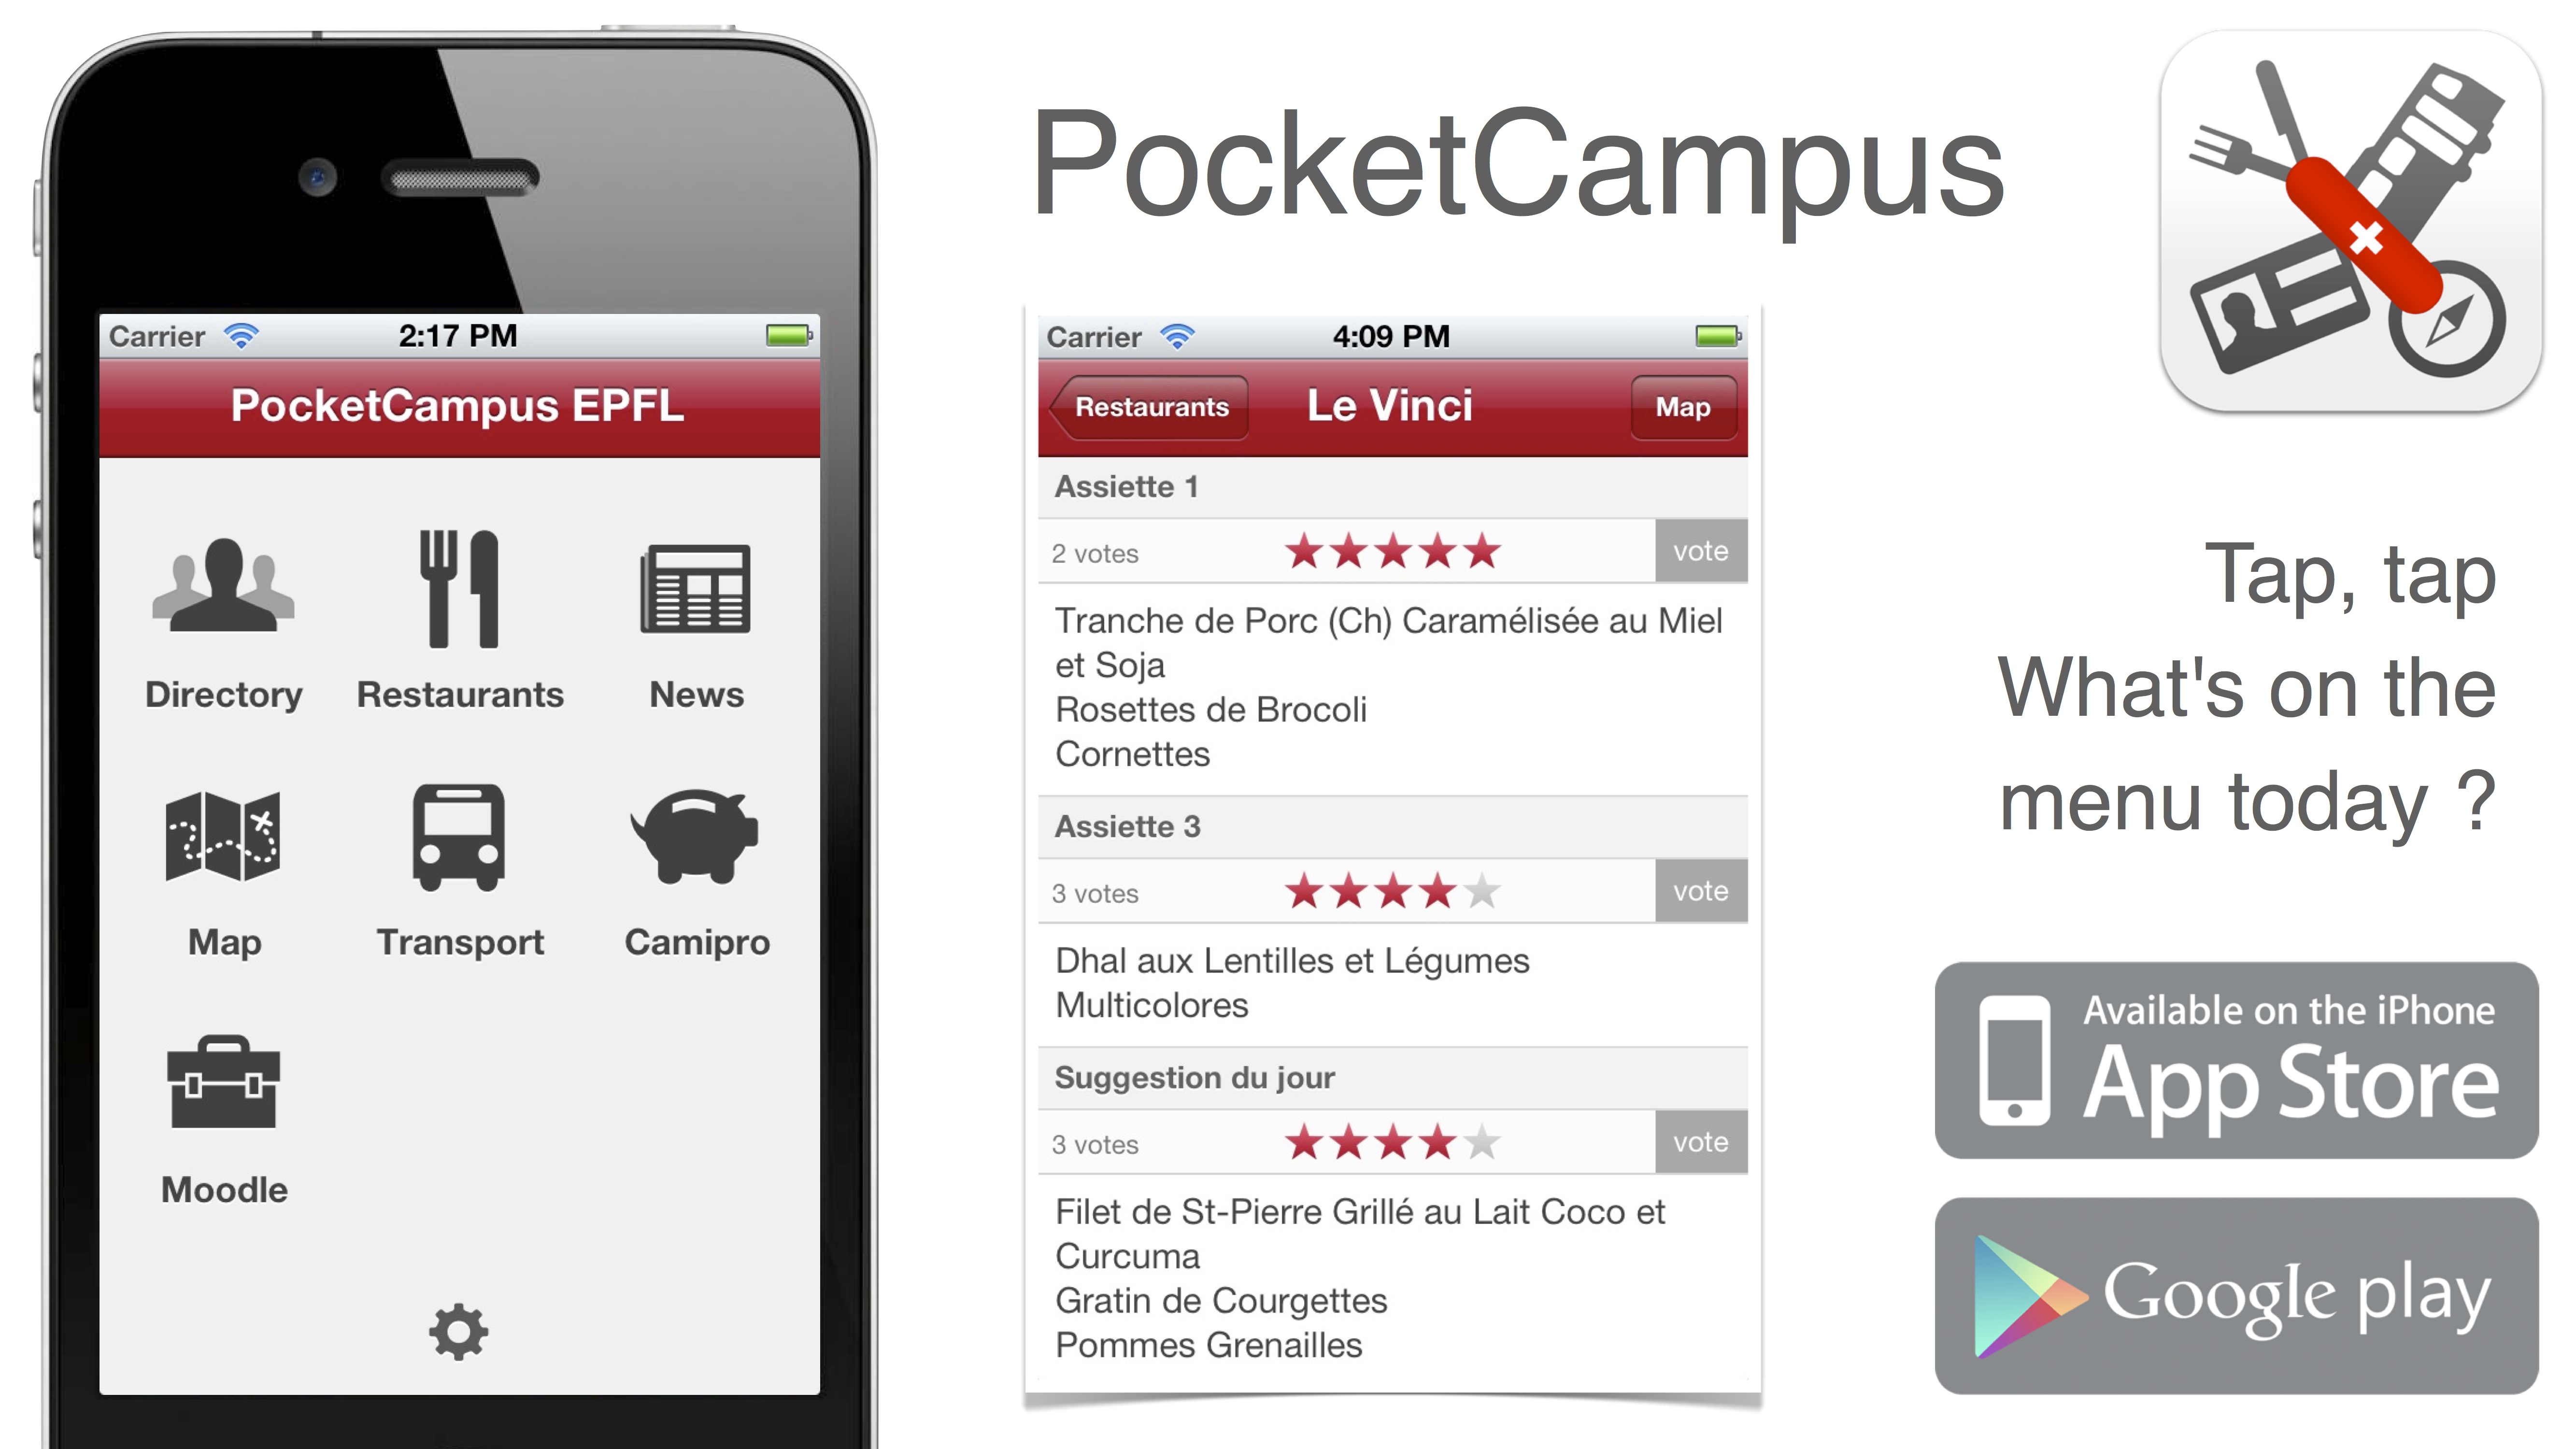 Carrier 2:17 PM
PocketCampus EPFL
Directory Restaurants News
Map Transport Camipro
Moodle
PocketCampus
Carrier 4:09 PM
Restaurants Le Vinci Map
Assiette 1
2 votes vote
Tranche de Porc (Ch) Caramélisée au Miel
et Soja
Rosettes de Brocoli
Cornettes
Assiette 3
3 votes vote
Dhal aux Lentilles et Légumes
Multicolores
Suggestion du jour
3 votes vote
Filet de St-Pierre Grillé au Lait Coco et
Curcuma
Gratin de Courgettes
Pommes Grenailles
Tap, tap
What's on the
menu today ?
Available on the iPhone
App Store
Google play